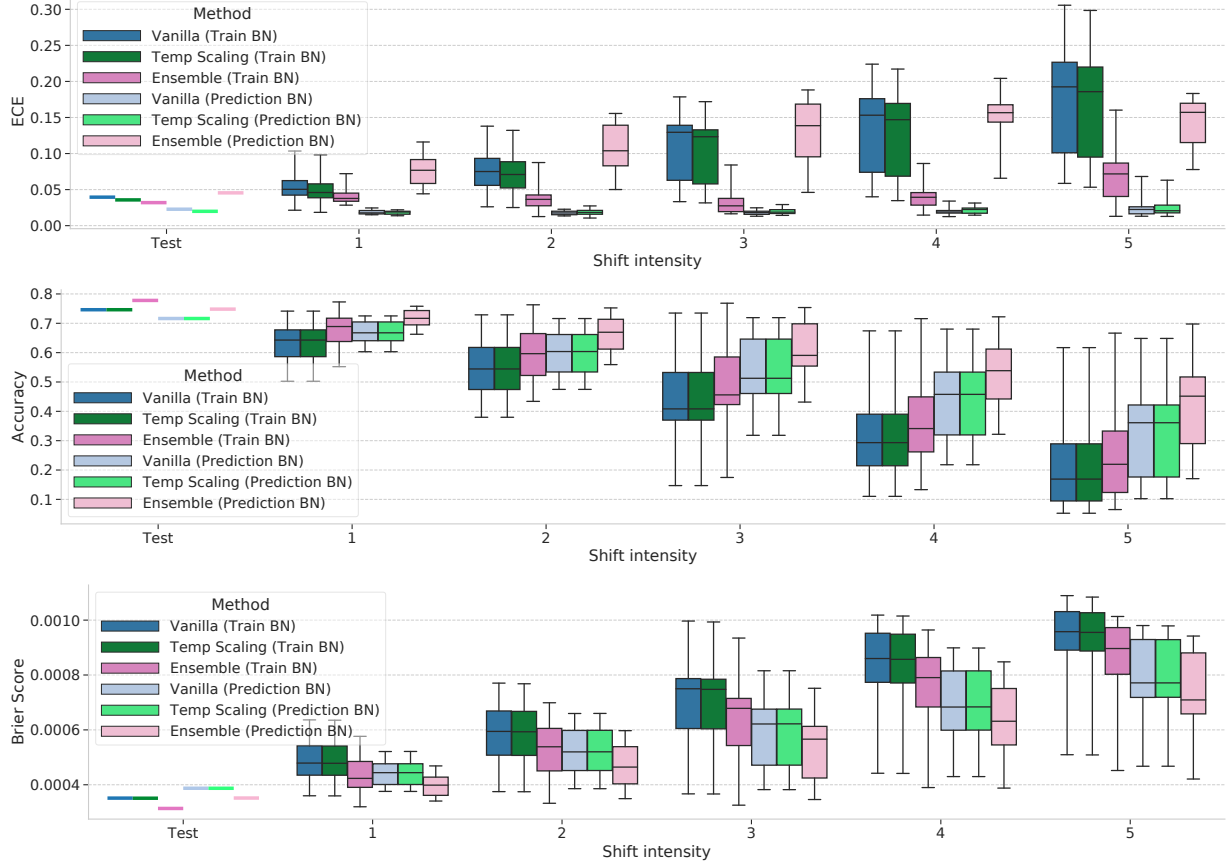 0.30
0.25
0.20
0.15
0.10
0.05
0.00
ECE
Method
Vanilla (Train BN)
Temp Scaling (Train BN)
Ensemble (Train BN)
Vanilla (Prediction BN)
Temp Scaling (Prediction BN)
Ensemble (Prediction BN)
Test 1 2 3 4 5
Shift intensity
0.8
0.7
0.6
0.5
0.4
0.3
0.2
0.1
Accuracy
Method
Vanilla (Train BN)
Temp Scaling (Train BN)
Ensemble (Train BN)
Vanilla (Prediction BN)
Temp Scaling (Prediction BN)
Ensemble (Prediction BN)
Test 1 2 3 4 5
Shift intensity
0.0010
0.0008
0.0006
0.0004
Brier Score
Method
Vanilla (Train BN)
Temp Scaling (Train BN)
Ensemble (Train BN)
Vanilla (Prediction BN)
Temp Scaling (Prediction BN)
Ensemble (Prediction BN)
Test 1 2 3 4 5
Shift intensity